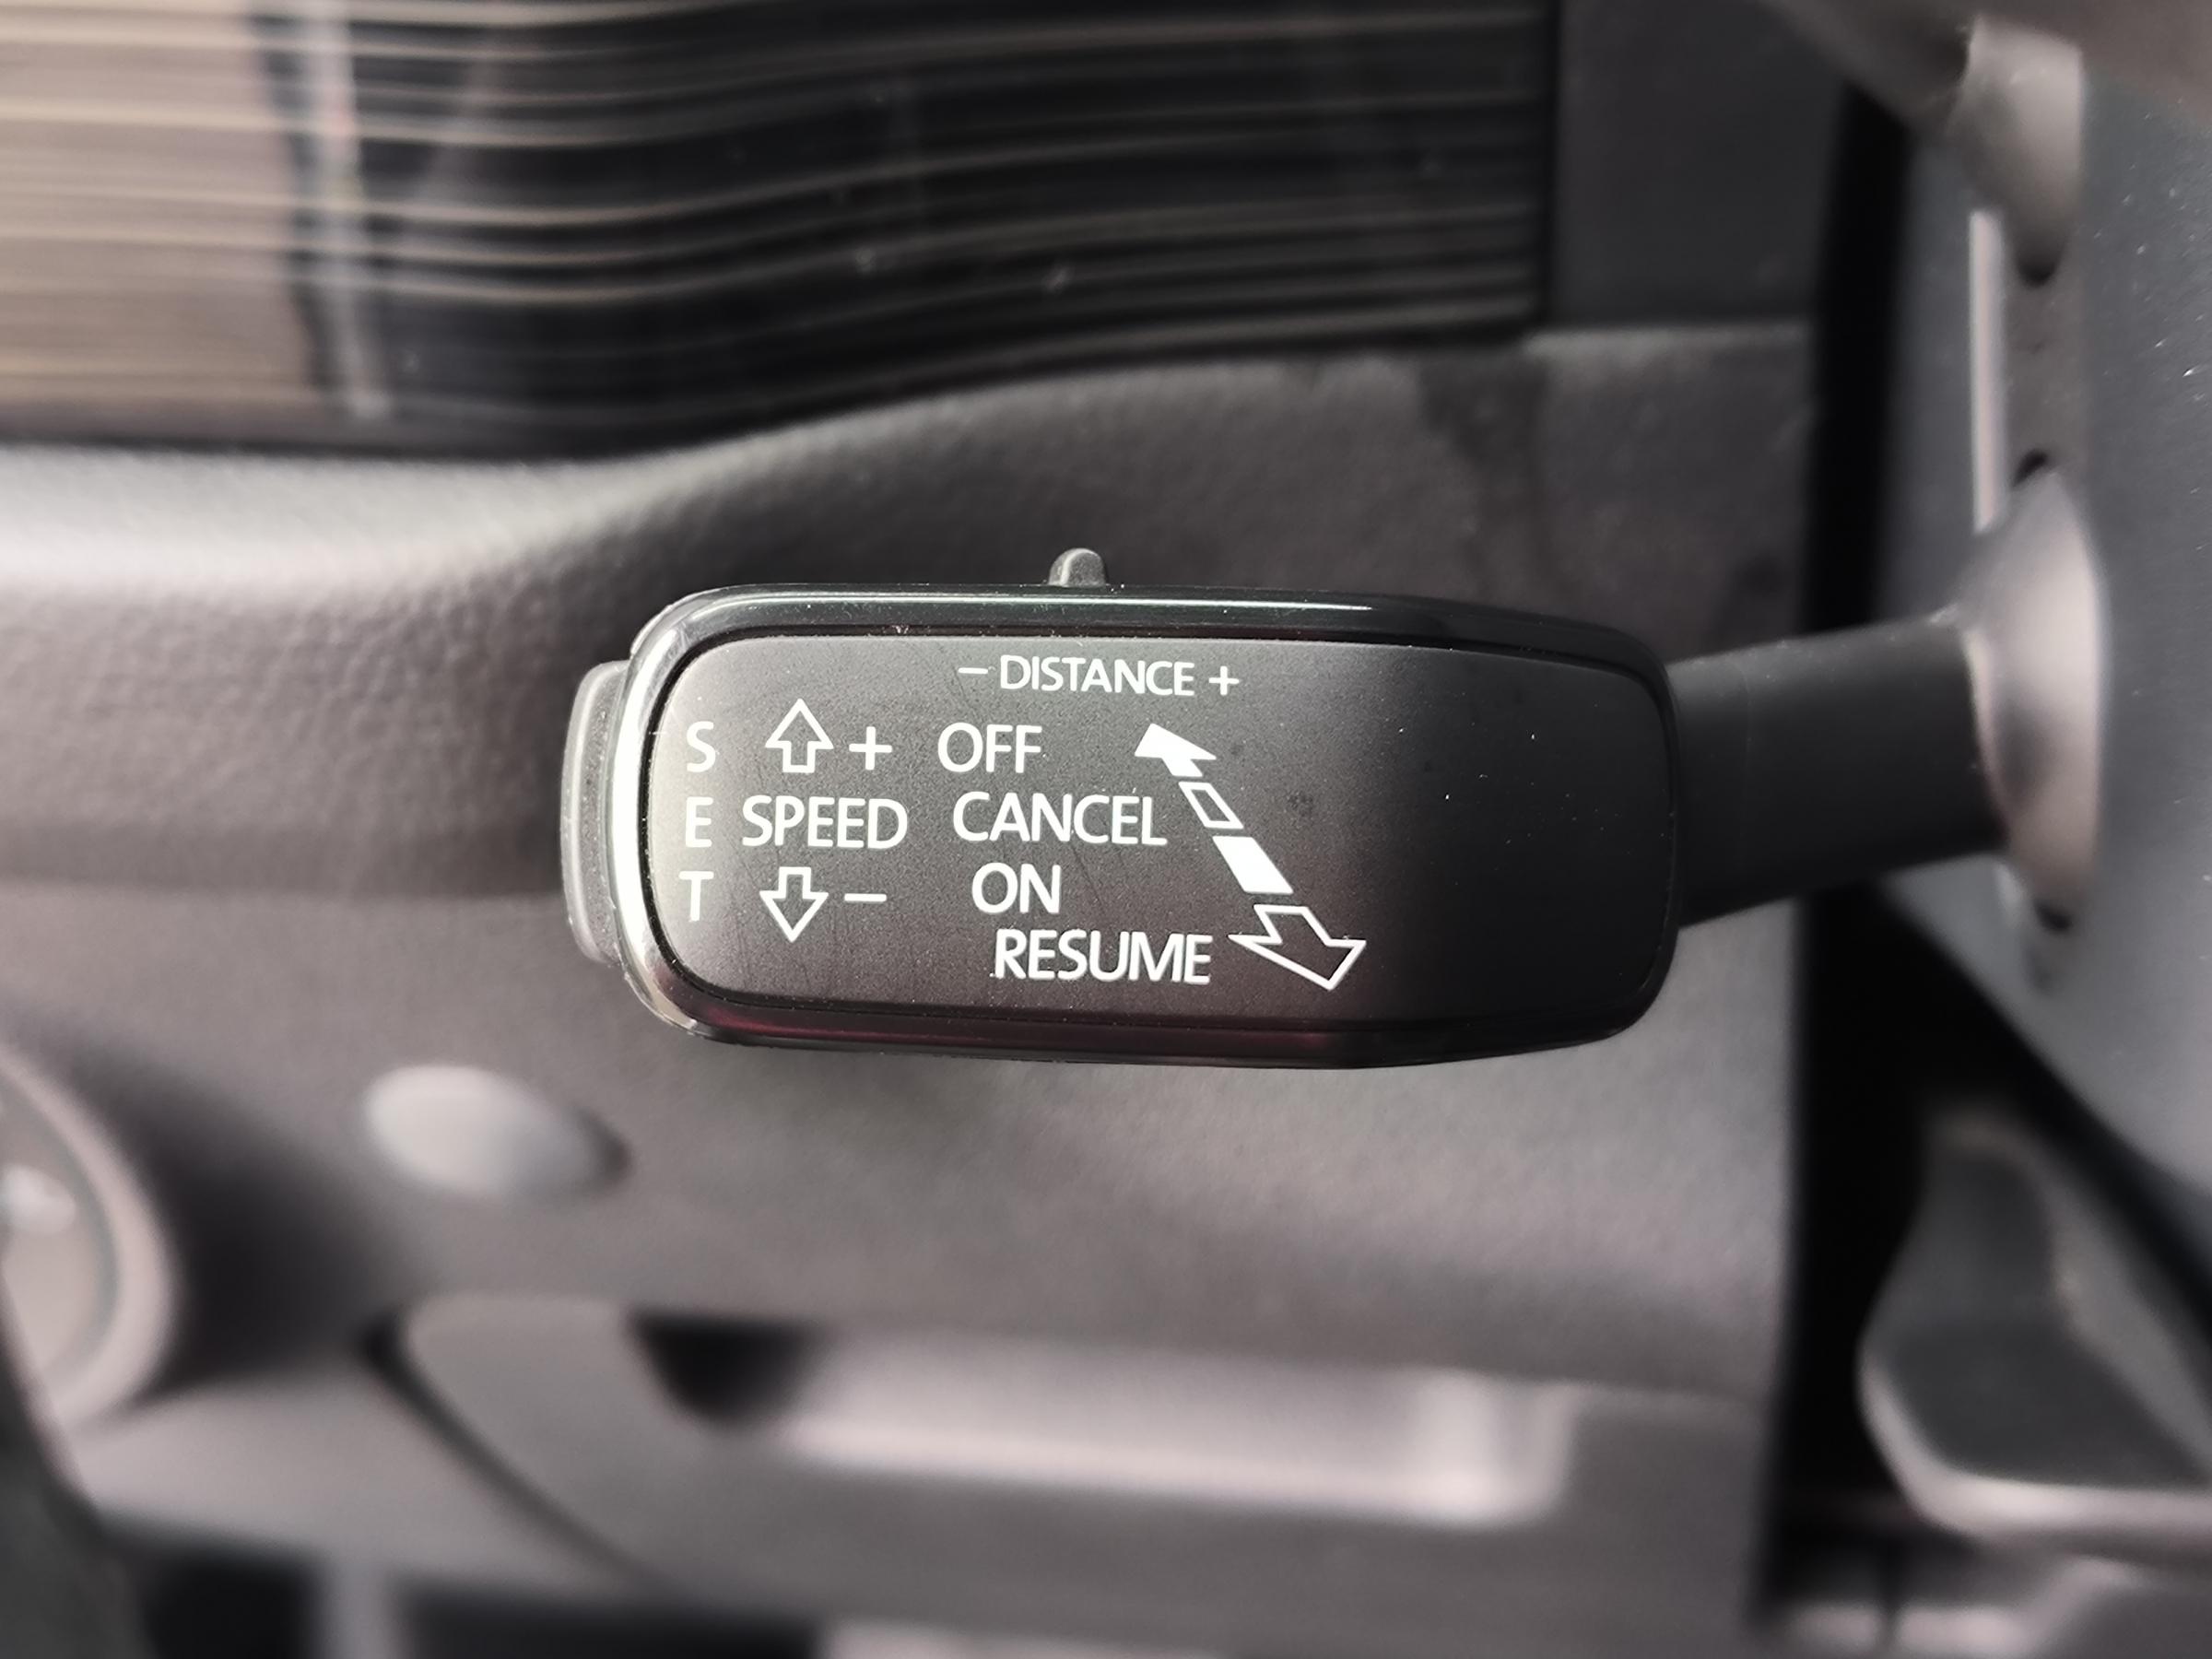 – DISTANCE +
S + OFF
E SPEED CANCEL
T – ON
RESUME